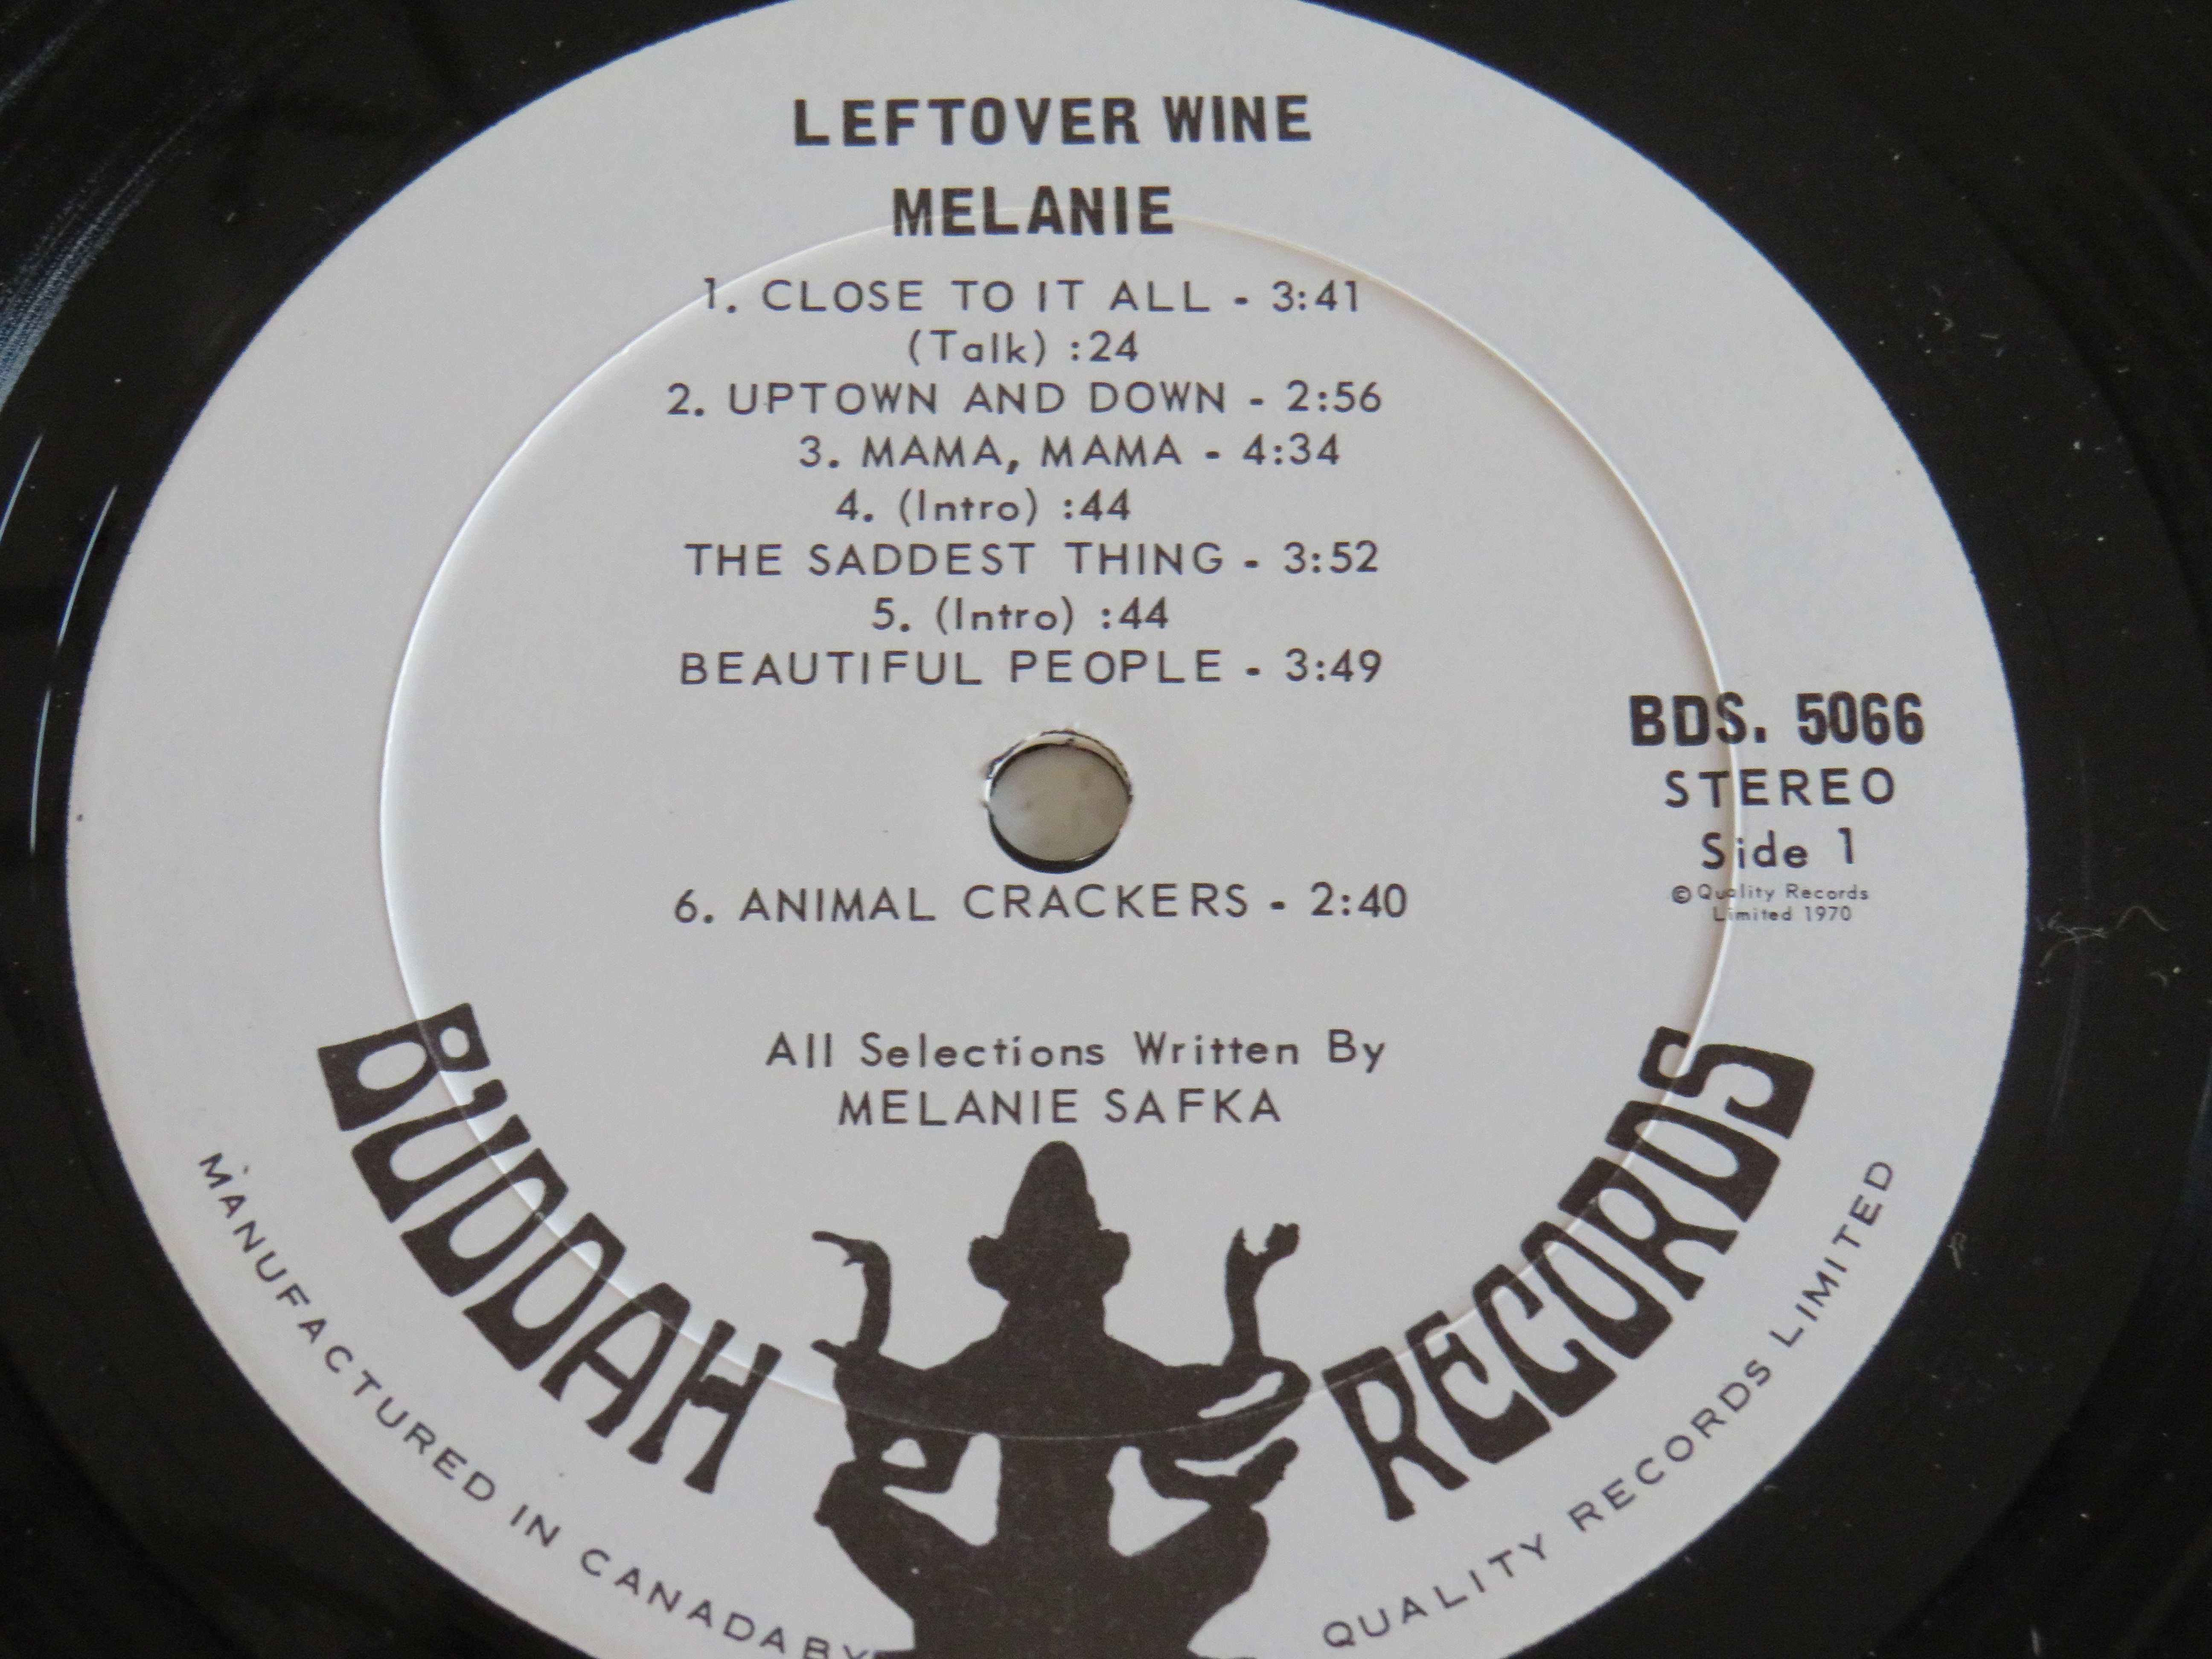 LEFTOVER WINE
MELANIE
1. CLOSE TO IT ALL - 3:41
(Talk) :24
2. UPTOWN AND DOWN - 2:56
3. MAMA, MAMA - 4:34
4. (Intro) :44
THE SADDEST THING - 3:52
5. (Intro) :44
BEAUTIFUL PEOPLE - 3:49
BDS. 5066
STEREO
Side 1
© Quality Records
Limited 1970
6. ANIMAL CRACKERS - 2:40
All Selections Written By
MELANIE SAFKA
BUDDAH RECORDS
MANUFACTURED IN CANADA BY QUALITY RECORDS LIMITED